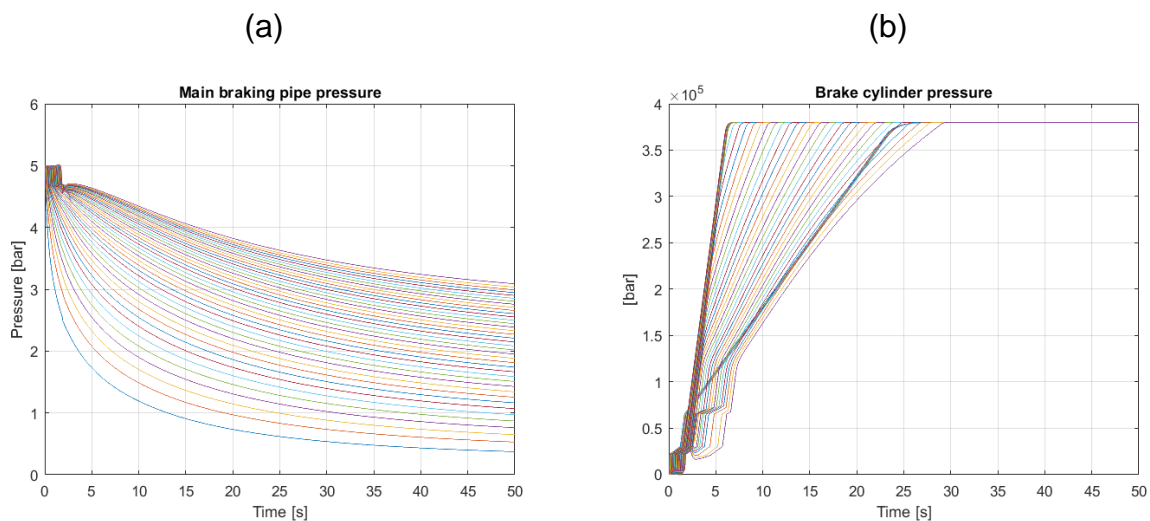 (a)
(b)
Main braking pipe pressure
6
5
4
3
2
1
0
Pressure [bar]
0 5 10 15 20 25 30 35 40 45 50
Time [s]
Brake cylinder pressure
× 10^5
4
3.5
3
2.5
2
1.5
1
0.5
0
[bar]
0 5 10 15 20 25 30 35 40 45 50
Time [s]